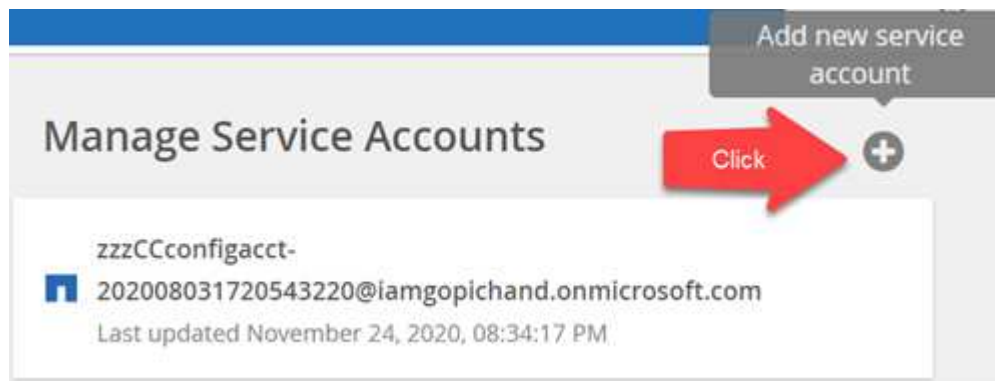 Add new service
account
Manage Service Accounts
Click
zzzCCconfigacct-
202008031720543220@iamgopichand.onmicrosoft.com
Last updated November 24, 2020, 08:34:17 PM